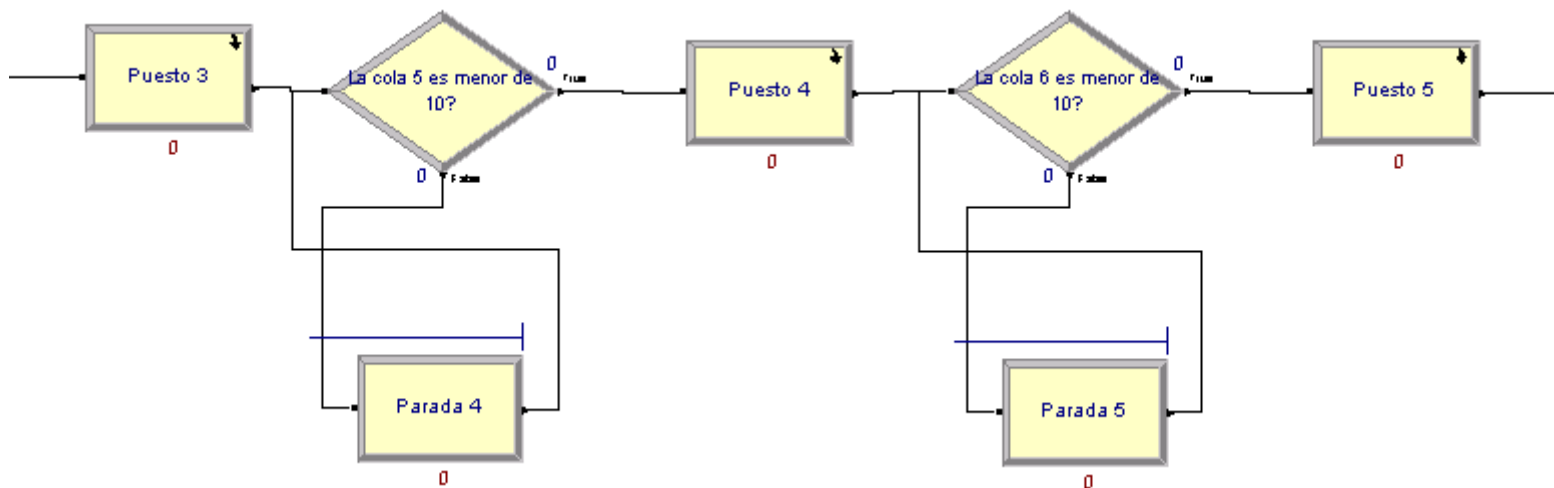 Puesto 3
0
La cola 5 es menor de
10?
0
True
0
False
Puesto 4
0
La cola 6 es menor de
10?
0
True
0
False
Puesto 5
0
Parada 4
0
Parada 5
0